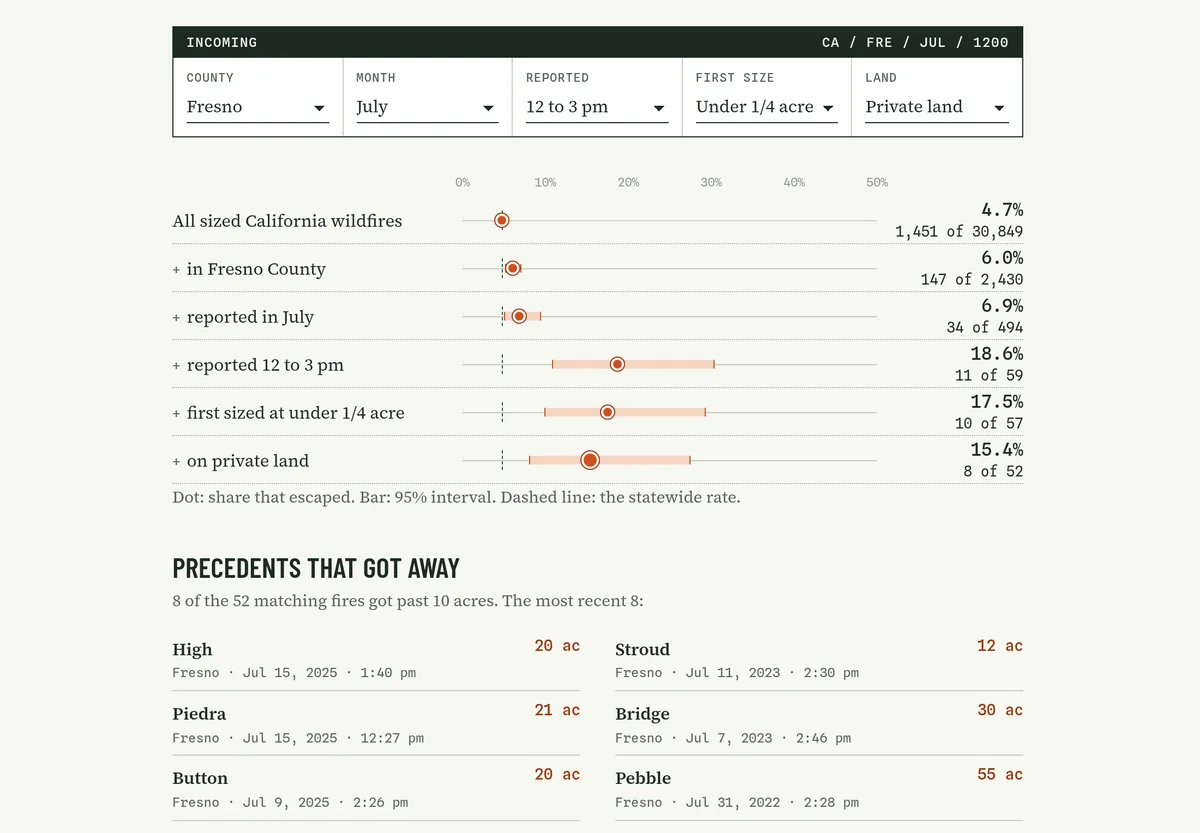 INCOMING
CA / FRE / JUL / 1200
COUNTY
Fresno
MONTH
July
REPORTED
12 to 3 pm
FIRST SIZE
Under 1/4 acre
LAND
Private land
0% 10% 20% 30% 40% 50%
All sized California wildfires
4.7%
1,451 of 30,849
+ in Fresno County
6.0%
147 of 2,430
+ reported in July
6.9%
34 of 494
+ reported 12 to 3 pm
18.6%
11 of 59
+ first sized at under 1/4 acre
17.5%
10 of 57
+ on private land
15.4%
8 of 52
Dot: share that escaped. Bar: 95% interval. Dashed line: the statewide rate.
PRECEDENTS THAT GOT AWAY
8 of the 52 matching fires got past 10 acres. The most recent 8:
High 20 ac
Fresno · Jul 15, 2025 · 1:40 pm
Stroud 12 ac
Fresno · Jul 11, 2023 · 2:30 pm
Piedra 21 ac
Fresno · Jul 15, 2025 · 12:27 pm
Bridge 30 ac
Fresno · Jul 7, 2023 · 2:46 pm
Button 20 ac
Fresno · Jul 9, 2025 · 2:26 pm
Pebble 55 ac
Fresno · Jul 31, 2022 · 2:28 pm